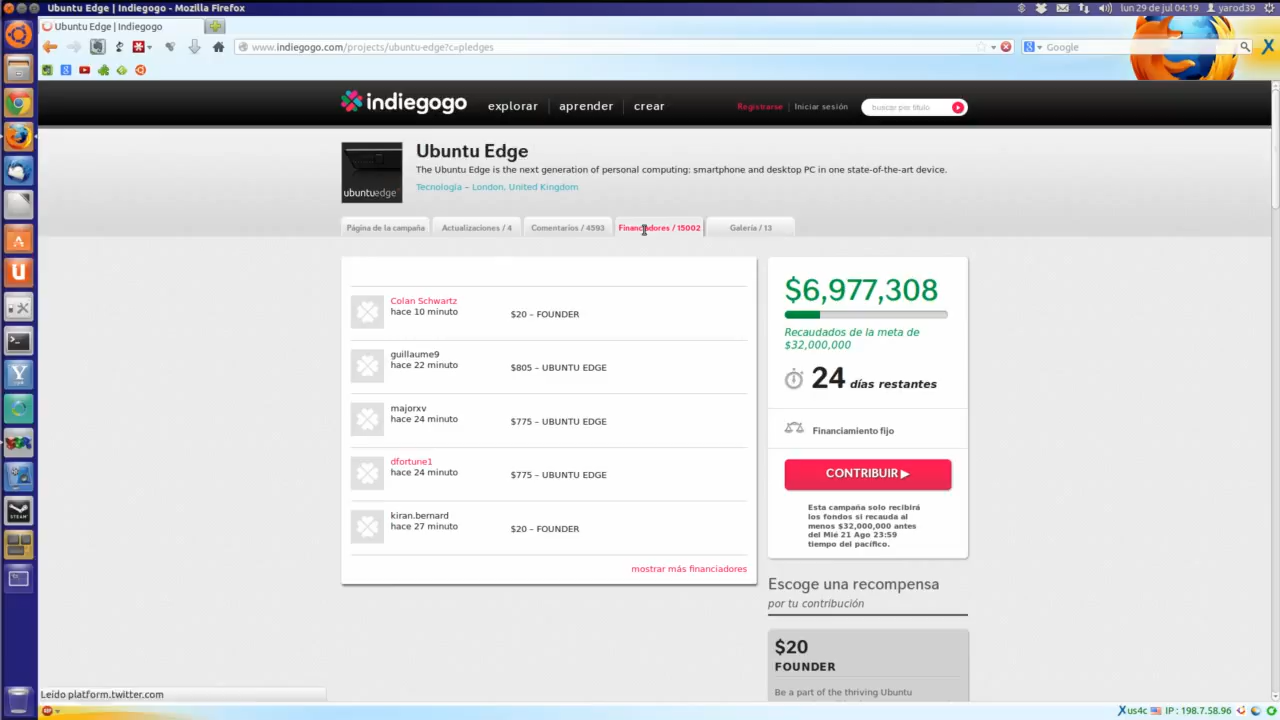 Ubuntu Edge | Indiegogo - Mozilla Firefox
lun 29 de jul 04:19
yarod39
Ubuntu Edge | Indiegogo
www.indiegogo.com/projects/ubuntu-edge?c=pledges
Google
indiegogo
explorar
aprender
crear
Registrarse
Iniciar sesión
buscar por título
Ubuntu Edge
The Ubuntu Edge is the next generation of personal computing: smartphone and desktop PC in one state-of-the-art device.
ubuntuedge
Tecnología – London, United Kingdom
Página de la campaña
Actualizaciones / 4
Comentarios / 4593
Financiadores / 15002
Galería / 13
Colan Schwartz
hace 10 minuto
$20 – FOUNDER
guillaume9
hace 22 minuto
$805 – UBUNTU EDGE
majorxv
hace 24 minuto
$775 – UBUNTU EDGE
dfortune1
hace 24 minuto
$775 – UBUNTU EDGE
kiran.bernard
hace 27 minuto
$20 – FOUNDER
mostrar más financiadores
$6,977,308
Recaudados de la meta de
$32,000,000
24 días restantes
Financiamiento fijo
CONTRIBUIR
Esta campaña solo recibirá
los fondos si recauda al
menos $32,000,000 antes
del Mié 21 Ago 23:59
tiempo del pacífico.
Escoge una recompensa
por tu contribución
$20
FOUNDER
Be a part of the thriving Ubuntu
Leído platform.twitter.com
us4c
IP : 198.7.58.96